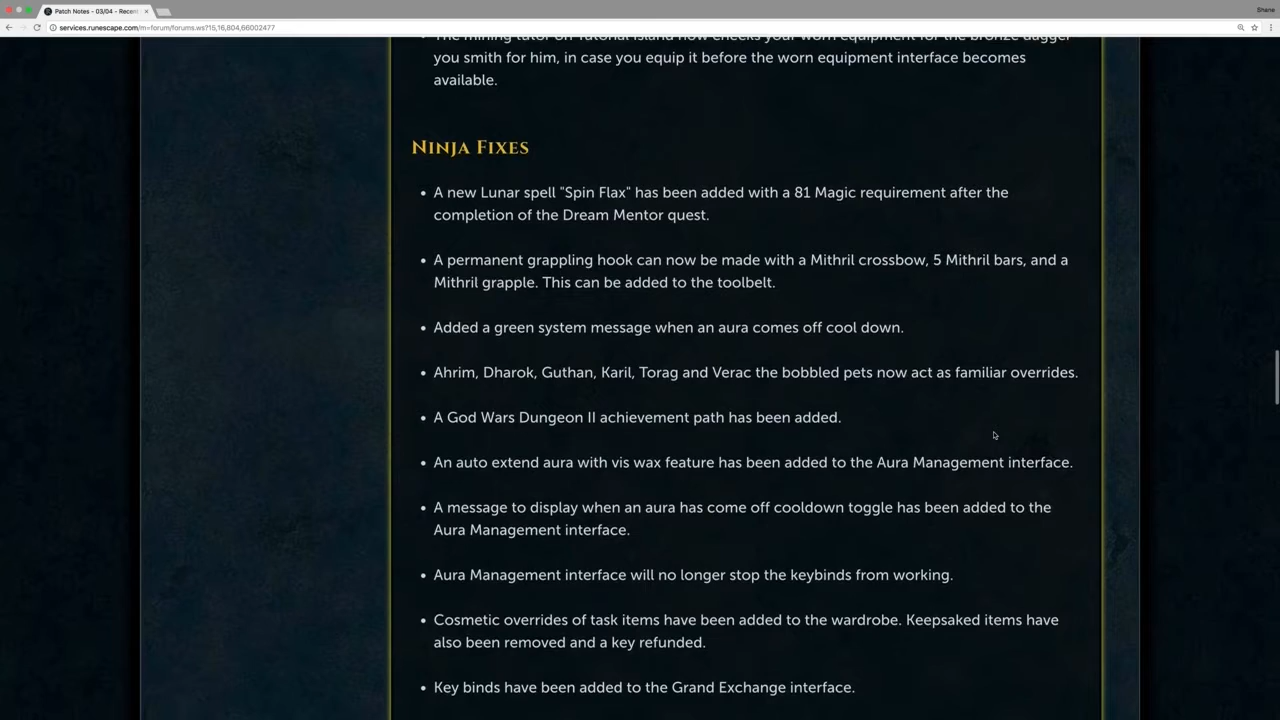 Shane
Patch Notes - 03/04 - Recen
services.runescape.com/m=forum/forums.ws?15,16,804,66002477
The mining tutor on Tutorial Island now checks your worn equipment for the bronze dagger
you smith for him, in case you equip it before the worn equipment interface becomes
available.
Ninja Fixes
• A new Lunar spell "Spin Flax" has been added with a 81 Magic requirement after the
completion of the Dream Mentor quest.
• A permanent grappling hook can now be made with a Mithril crossbow, 5 Mithril bars, and a
Mithril grapple. This can be added to the toolbelt.
• Added a green system message when an aura comes off cool down.
• Ahrim, Dharok, Guthan, Karil, Torag and Verac the bobbled pets now act as familiar overrides.
• A God Wars Dungeon II achievement path has been added.
• An auto extend aura with vis wax feature has been added to the Aura Management interface.
• A message to display when an aura has come off cooldown toggle has been added to the
Aura Management interface.
• Aura Management interface will no longer stop the keybinds from working.
• Cosmetic overrides of task items have been added to the wardrobe. Keepsaked items have
also been removed and a key refunded.
• Key binds have been added to the Grand Exchange interface.